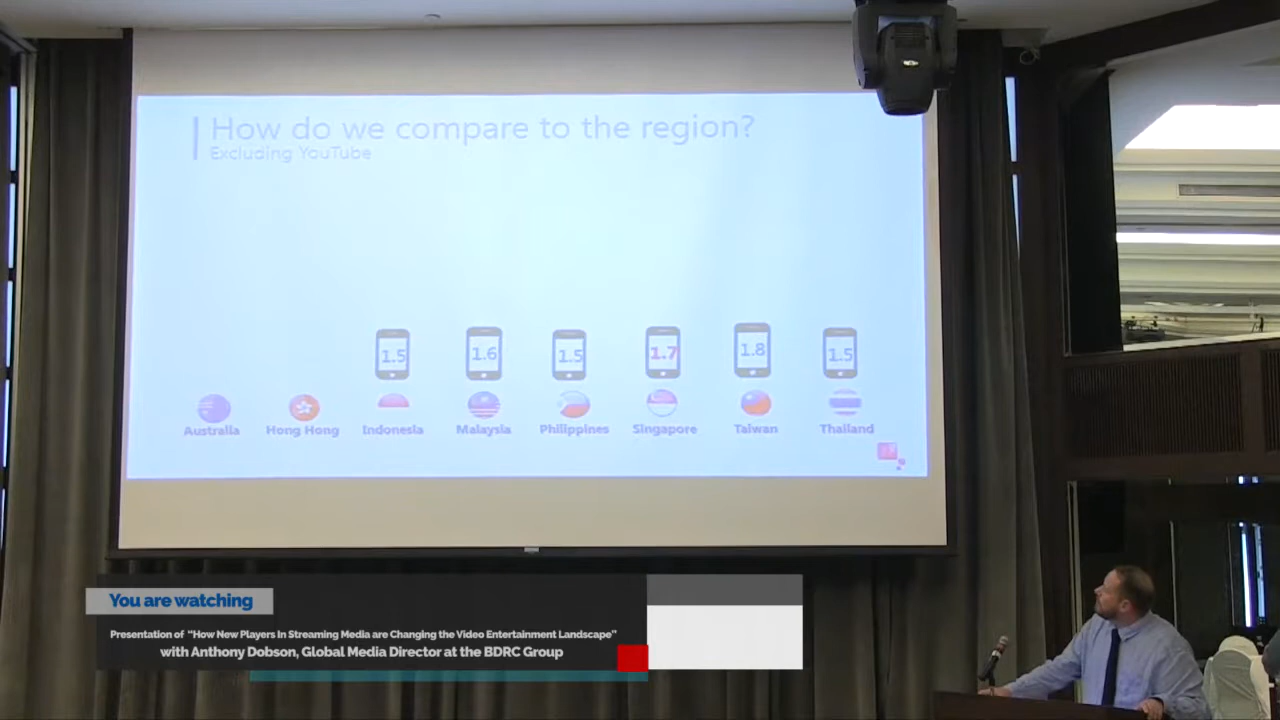 How do we compare to the region?
Excluding YouTube
1.5 1.6 1.5 1.7 1.8 1.5
Australia Hong Hong Indonesia Malaysia Philippines Singapore Taiwan Thailand
You are watching
Presentation of "How New Players In Streaming Media are Changing the Video Entertainment Landscape"
with Anthony Dobson, Global Media Director at the BDRC Group